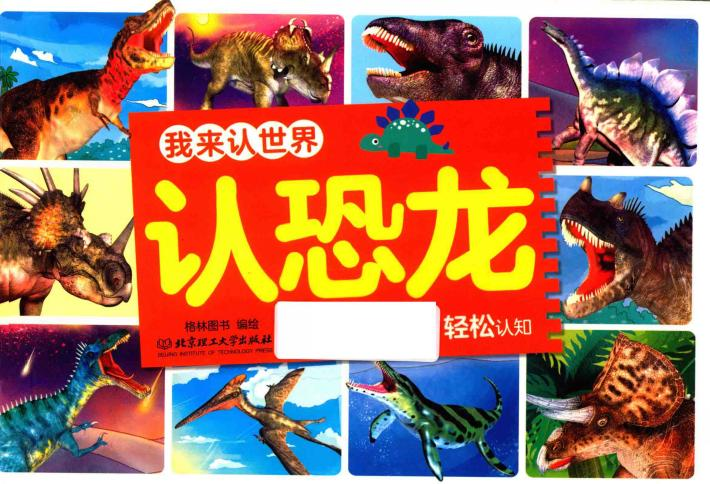 我来认世界
认恐龙
格林图书 编绘
北京理工大学出版社
BEIJING INSTITUTE OF TECHNOLOGY PRESS
轻松认知